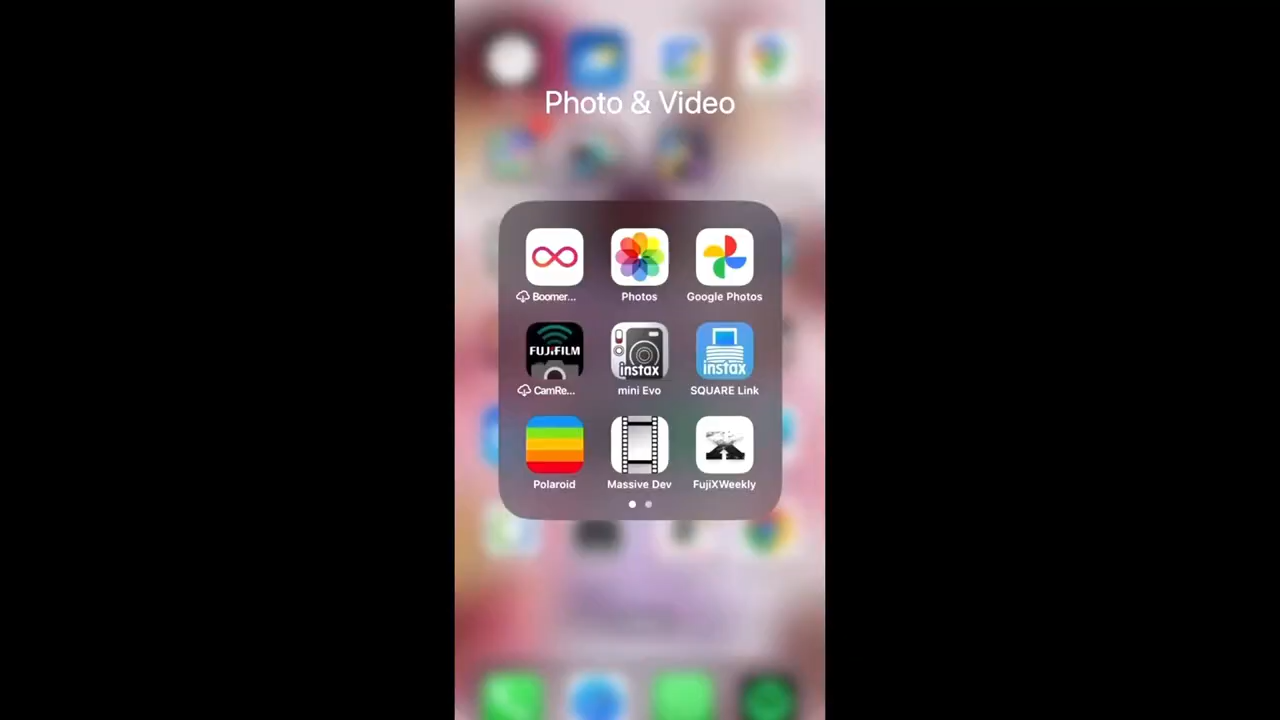 Photo & Video
Boomer...
Photos
Google Photos
FUJIFILM
instax
instax
CamRe...
mini Evo
SQUARE Link
Polaroid
Massive Dev
FujiXWeekly